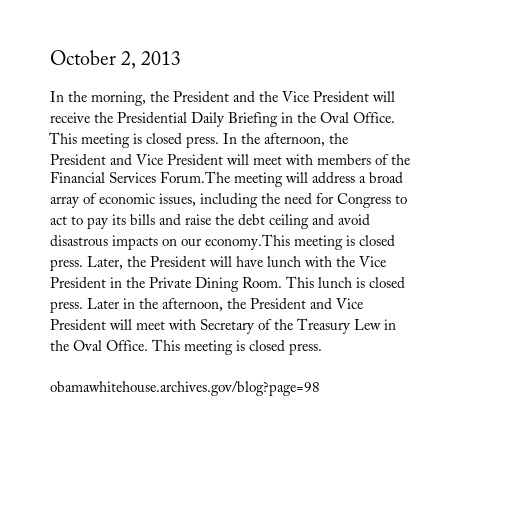 October 2, 2013
In the morning, the President and the Vice President will
receive the Presidential Daily Briefing in the Oval Office.
This meeting is closed press. In the afternoon, the
President and Vice President will meet with members of the
Financial Services Forum.The meeting will address a broad
array of economic issues, including the need for Congress to
act to pay its bills and raise the debt ceiling and avoid
disastrous impacts on our economy.This meeting is closed
press. Later, the President will have lunch with the Vice
President in the Private Dining Room. This lunch is closed
press. Later in the afternoon, the President and Vice
President will meet with Secretary of the Treasury Lew in
the Oval Office. This meeting is closed press.
obamawhitehouse.archives.gov/blog?page=98